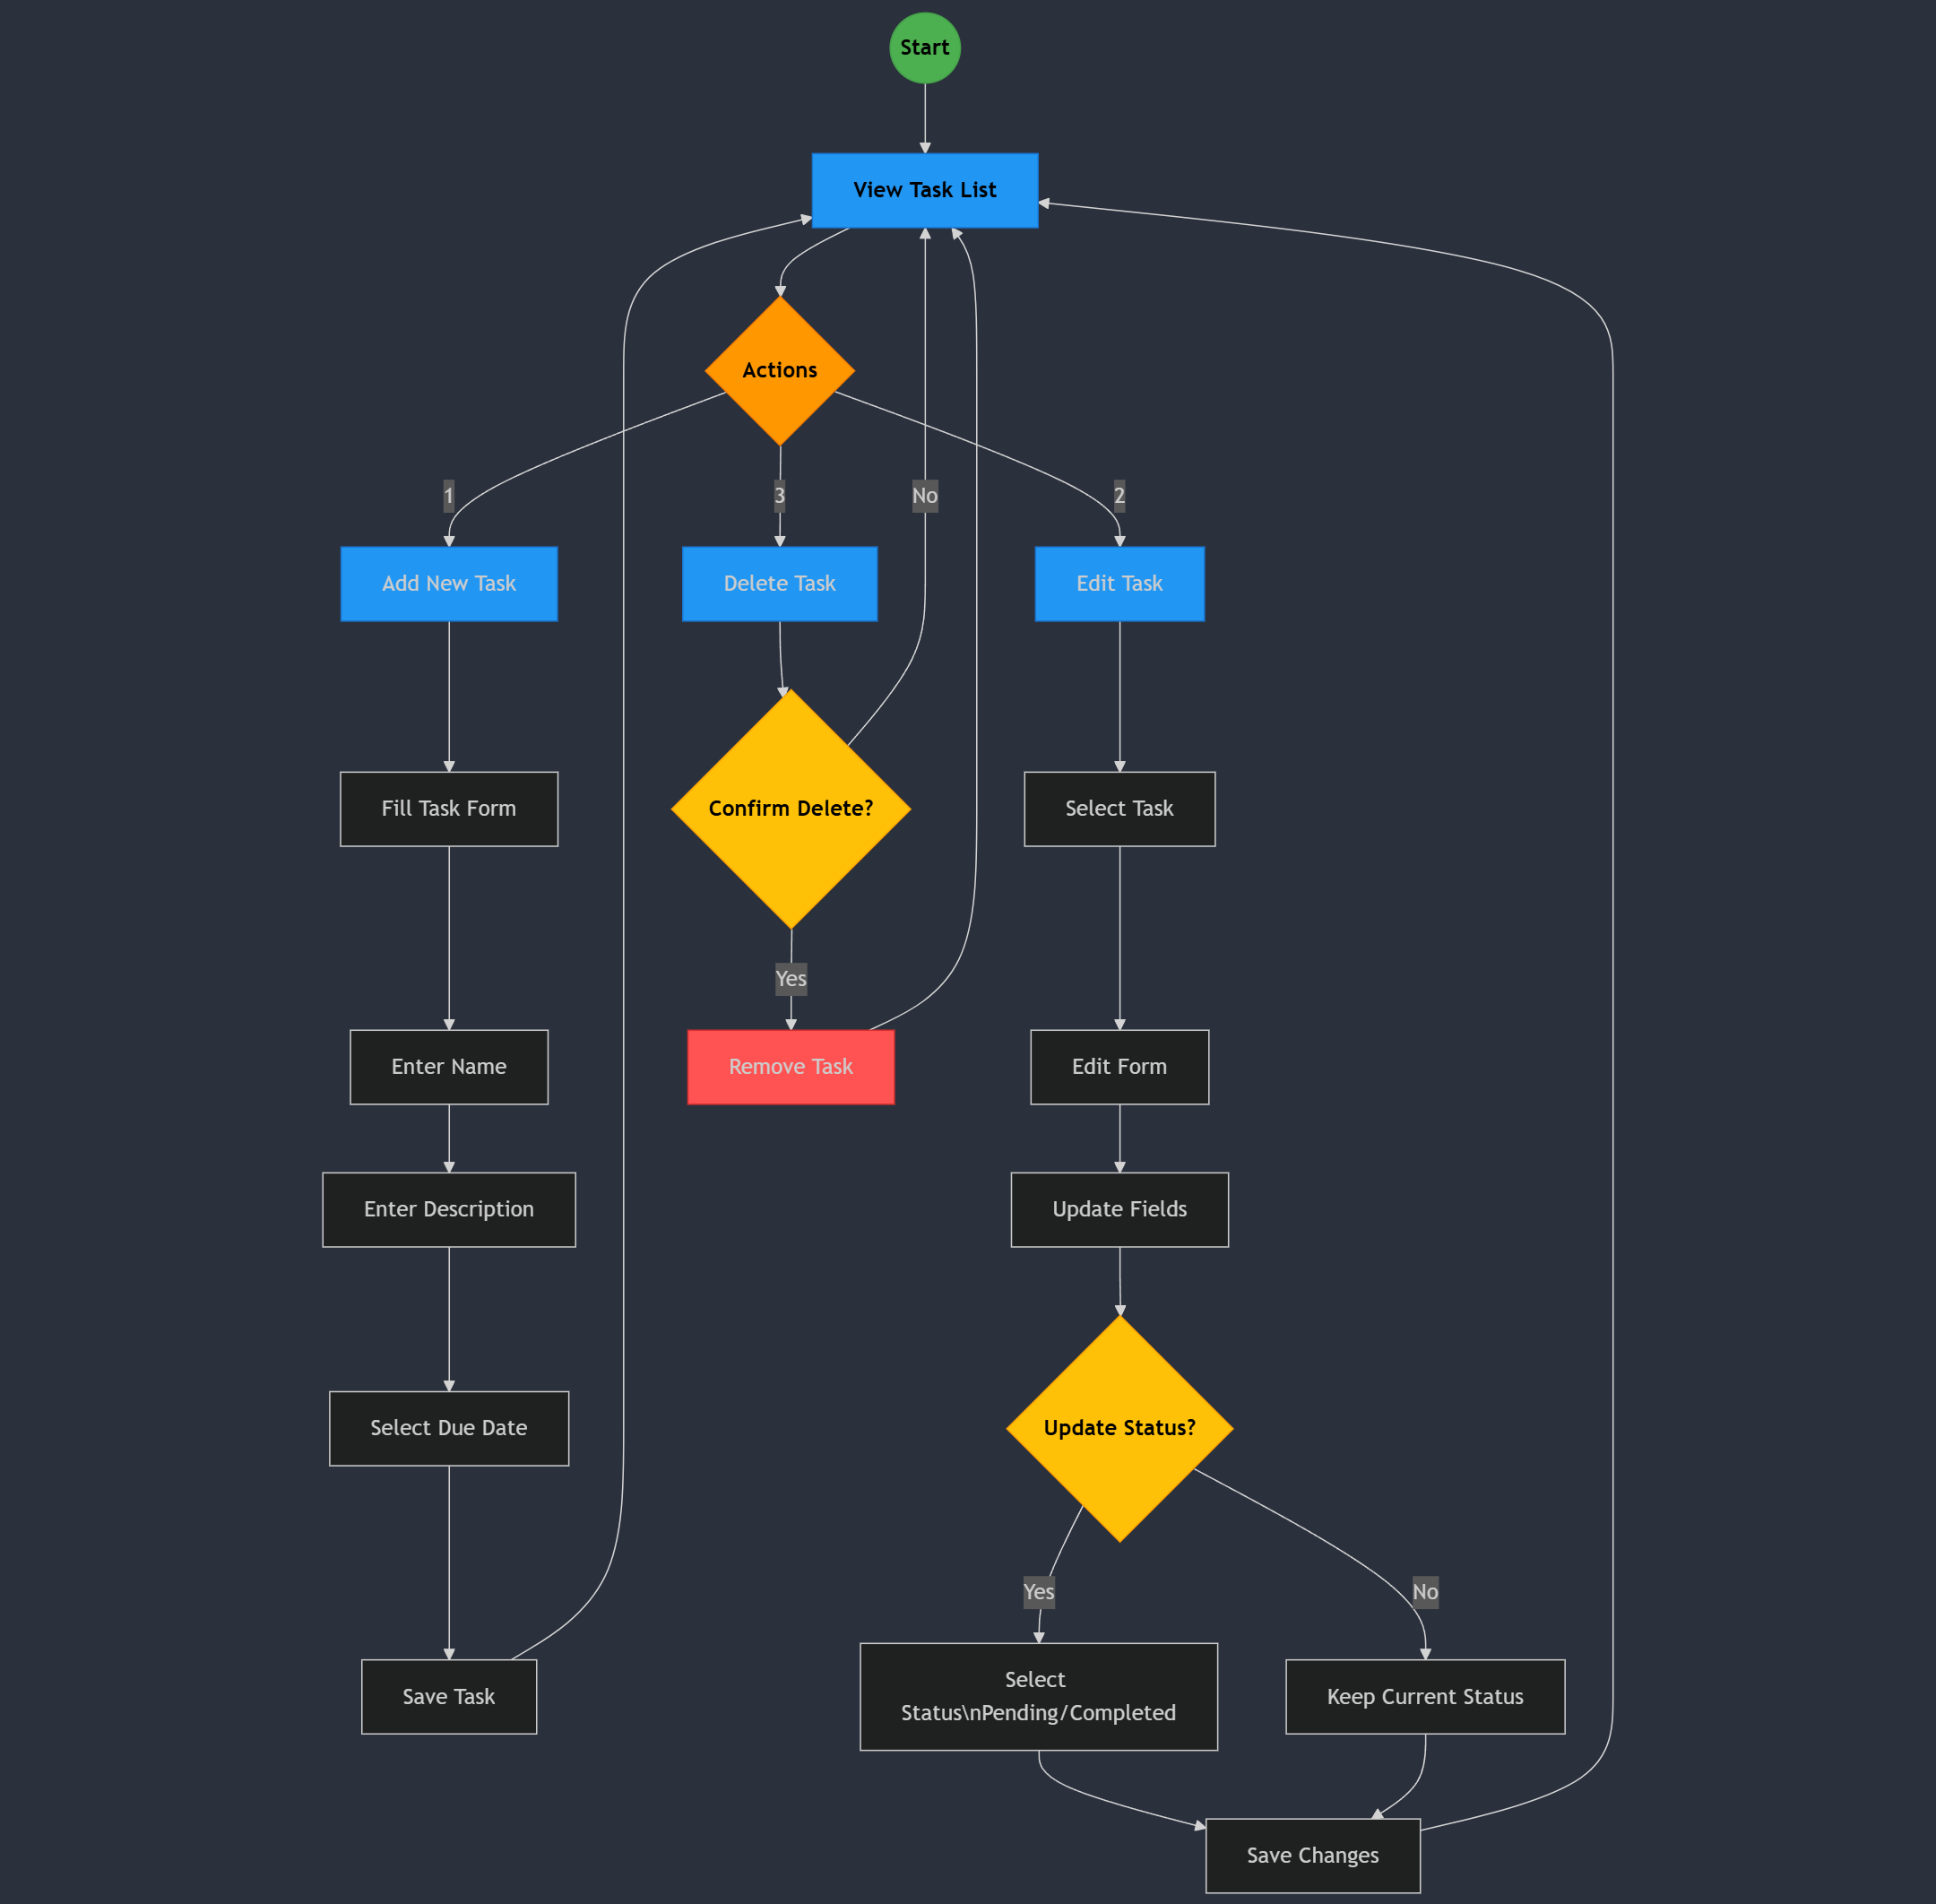 Start
View Task List
Actions
1
3
No
2
Add New Task
Delete Task
Edit Task
Fill Task Form
Confirm Delete?
Select Task
Yes
Enter Name
Remove Task
Edit Form
Enter Description
Update Fields
Select Due Date
Update Status?
Yes
No
Save Task
Select
Status\nPending/Completed
Keep Current Status
Save Changes